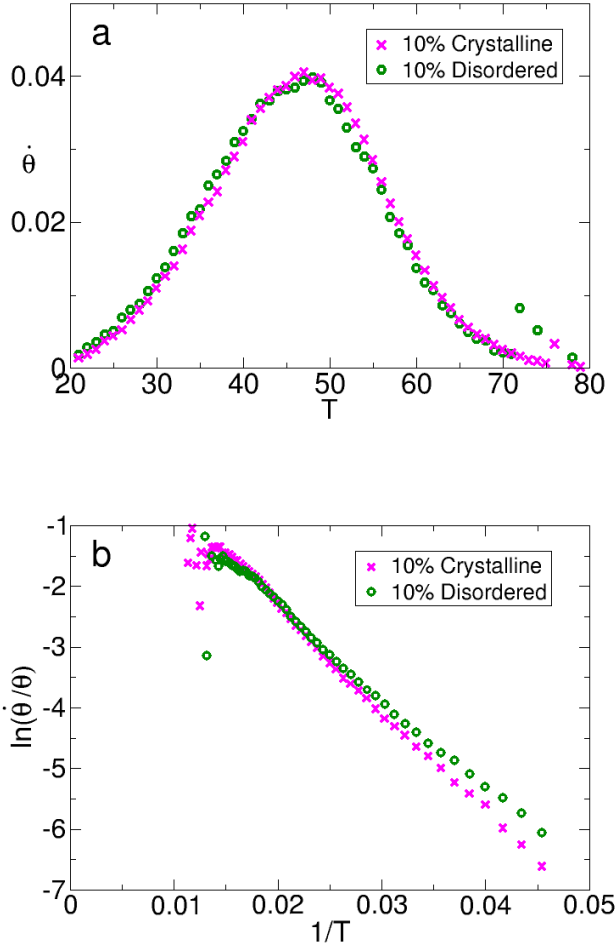 a
10% Crystalline
10% Disordered
0.04
0.02
0
θ̇
20 30 40 50 60 70 80
T
b
10% Crystalline
10% Disordered
-1
-2
-3
-4
-5
-6
-7
ln(θ̇/θ)
0 0.01 0.02 0.03 0.04 0.05
1/T